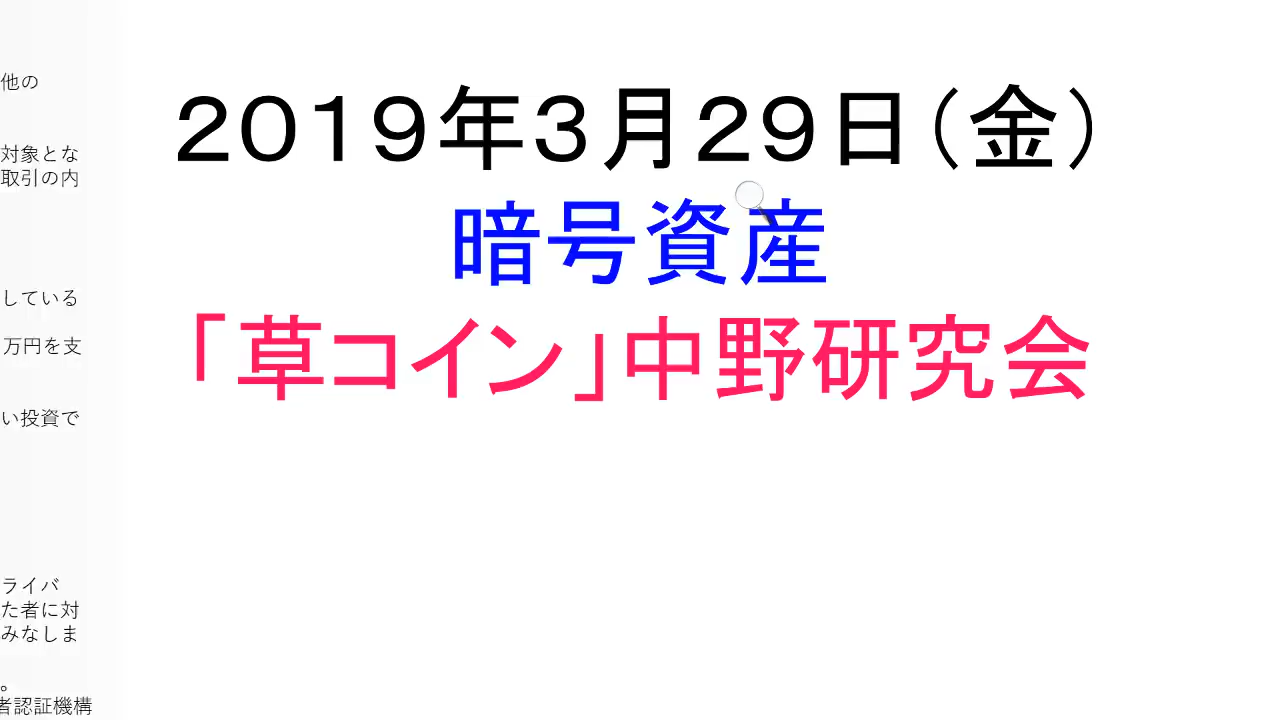 他の
対象とな
取引の内
している
万円を支
い投資で
ライバ
た者に対
みなしま
。
者認証機構
２０１９年３月２９日（金）
暗号資産
「草コイン」中野研究会